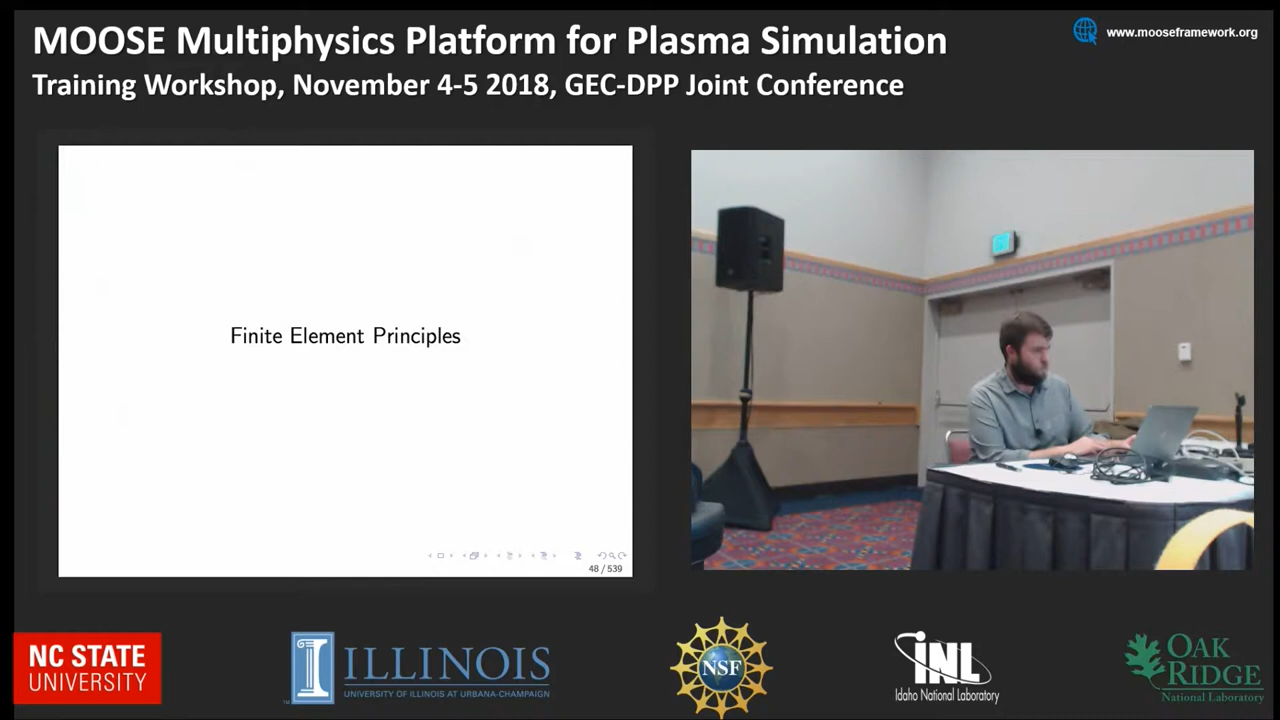 MOOSE Multiphysics Platform for Plasma Simulation
www.mooseframework.org
Training Workshop, November 4-5 2018, GEC-DPP Joint Conference
Finite Element Principles
48 / 539
NC STATE
UNIVERSITY
ILLINOIS
UNIVERSITY OF ILLINOIS AT URBANA-CHAMPAIGN
NSF
INL
Idaho National Laboratory
OAK
RIDGE
National Laboratory